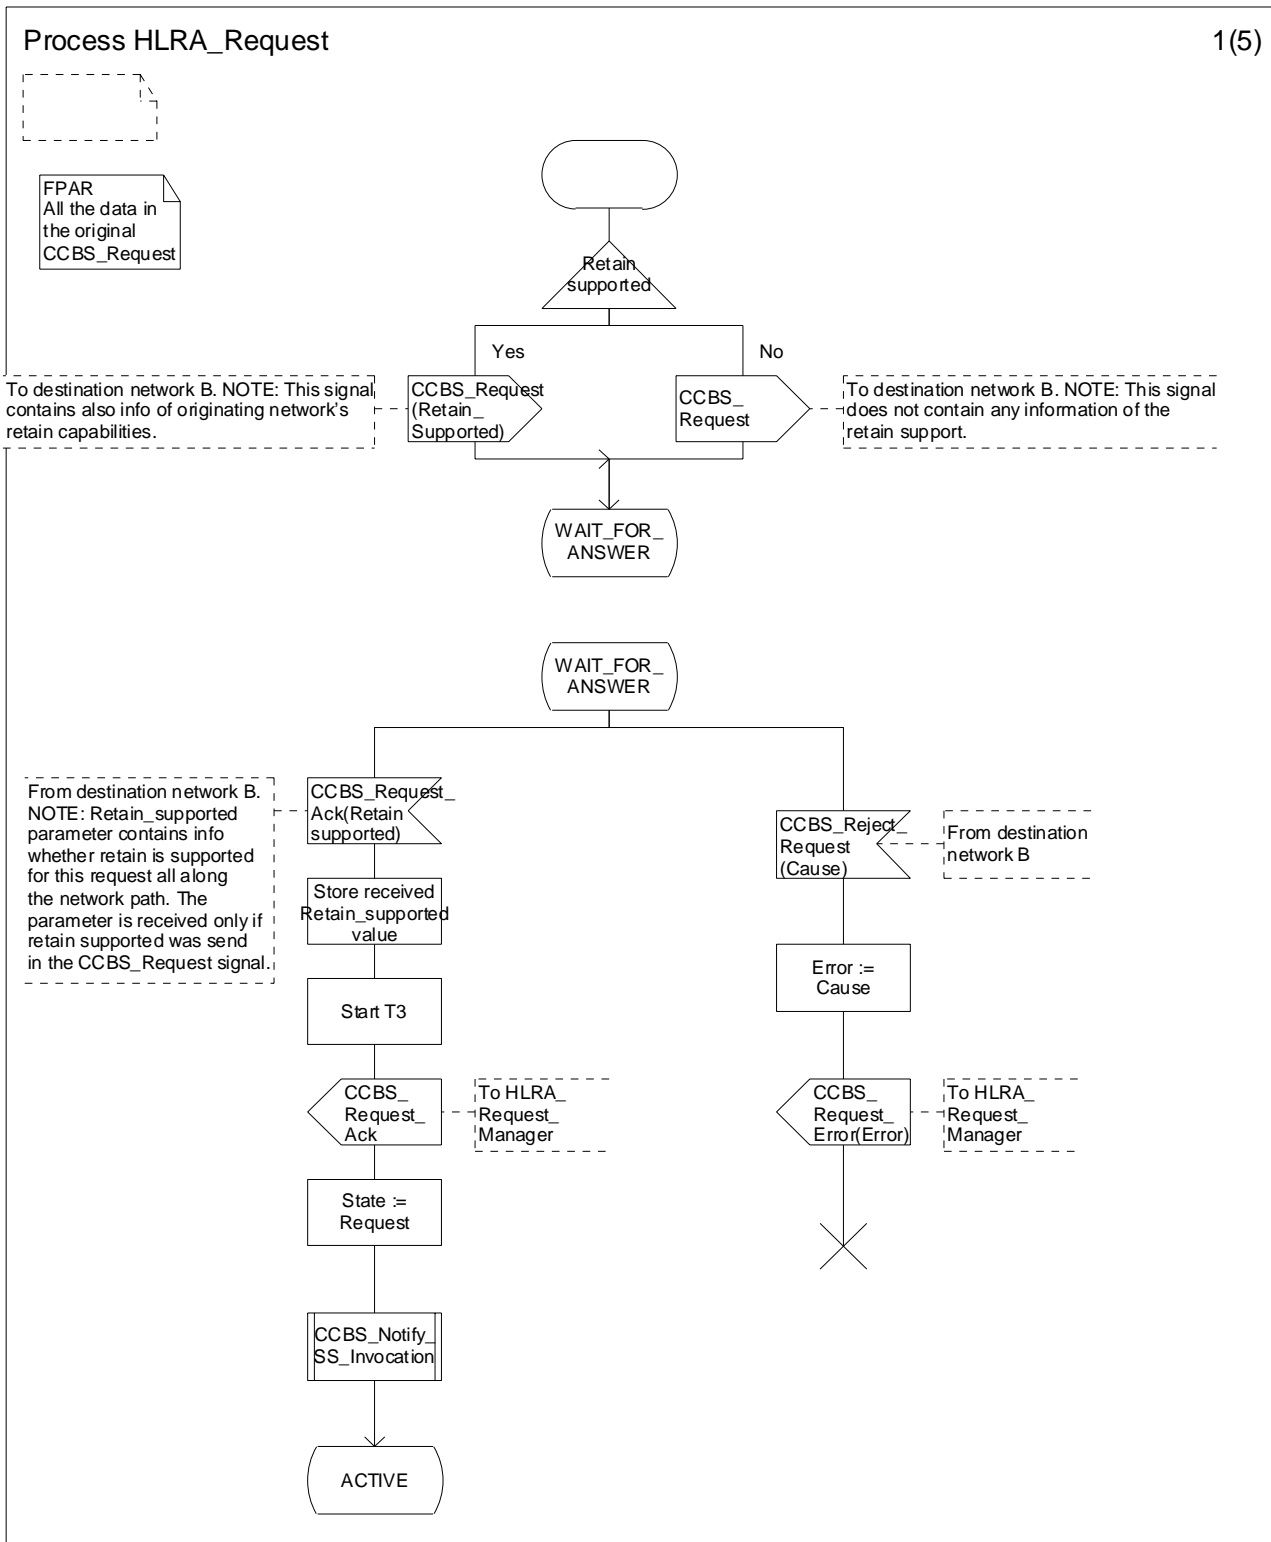 Process HLRA_Request
1(5)
FPAR
All the data in
the original
CCBS_Request
Retain
supported
Yes
No
To destination network B. NOTE: This signal
contains also info of originating network's
retain capabilities.
CCBS_Request
(Retain_
Supported)
CCBS_
Request
To destination network B. NOTE: This signal
does not contain any information of the
retain support.
WAIT_FOR_
ANSWER
WAIT_FOR_
ANSWER
From destination network B.
NOTE: Retain_supported
parameter contains info
whether retain is supported
for this request all along
the network path. The
parameter is received only if
retain supported was send
in the CCBS_Request signal.
CCBS_Request_
Ack(Retain
supported)
CCBS_Reject_
Request
(Cause)
From destination
network B
Store received
Retain_supported
value
Error :=
Cause
Start T3
CCBS_
Request_
Ack
To HLRA_
Request_
Manager
CCBS_
Request_
Error(Error)
To HLRA_
Request_
Manager
State :=
Request
CCBS_Notify_
SS_Invocation
ACTIVE